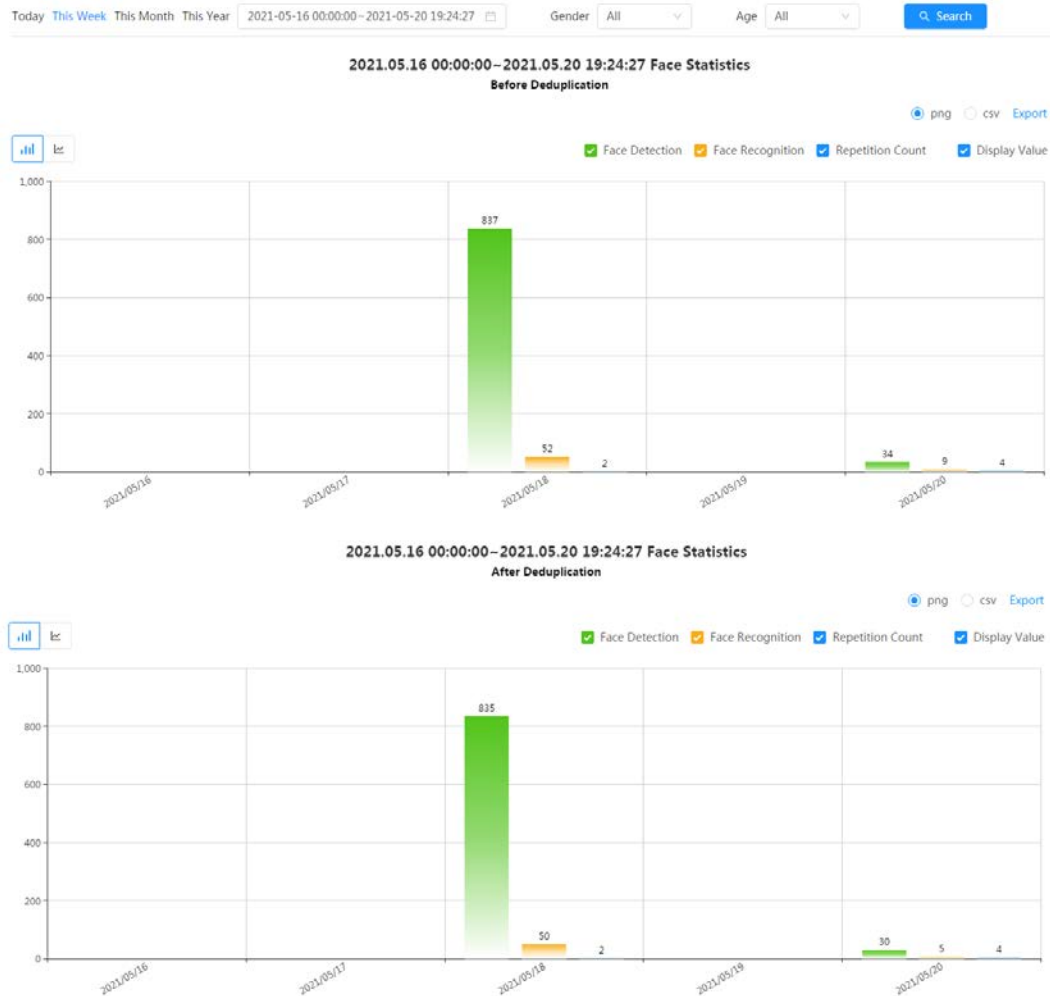 Today This Week This Month This Year 2021-05-16 00:00:00~2021-05-20 19:24:27 Gender All Age All Search
2021.05.16 00:00:00~2021.05.20 19:24:27 Face Statistics
Before Deduplication
png csv Export
Face Detection Face Recognition Repetition Count Display Value
1,000
837
800
600
400
200
52
34
9
2
4
0
2021/05/16 2021/05/17 2021/05/18 2021/05/19 2021/05/20
2021.05.16 00:00:00~2021.05.20 19:24:27 Face Statistics
After Deduplication
png csv Export
Face Detection Face Recognition Repetition Count Display Value
1,000
835
800
600
400
200
50
30
2
5
4
0
2021/05/16 2021/05/17 2021/05/18 2021/05/19 2021/05/20